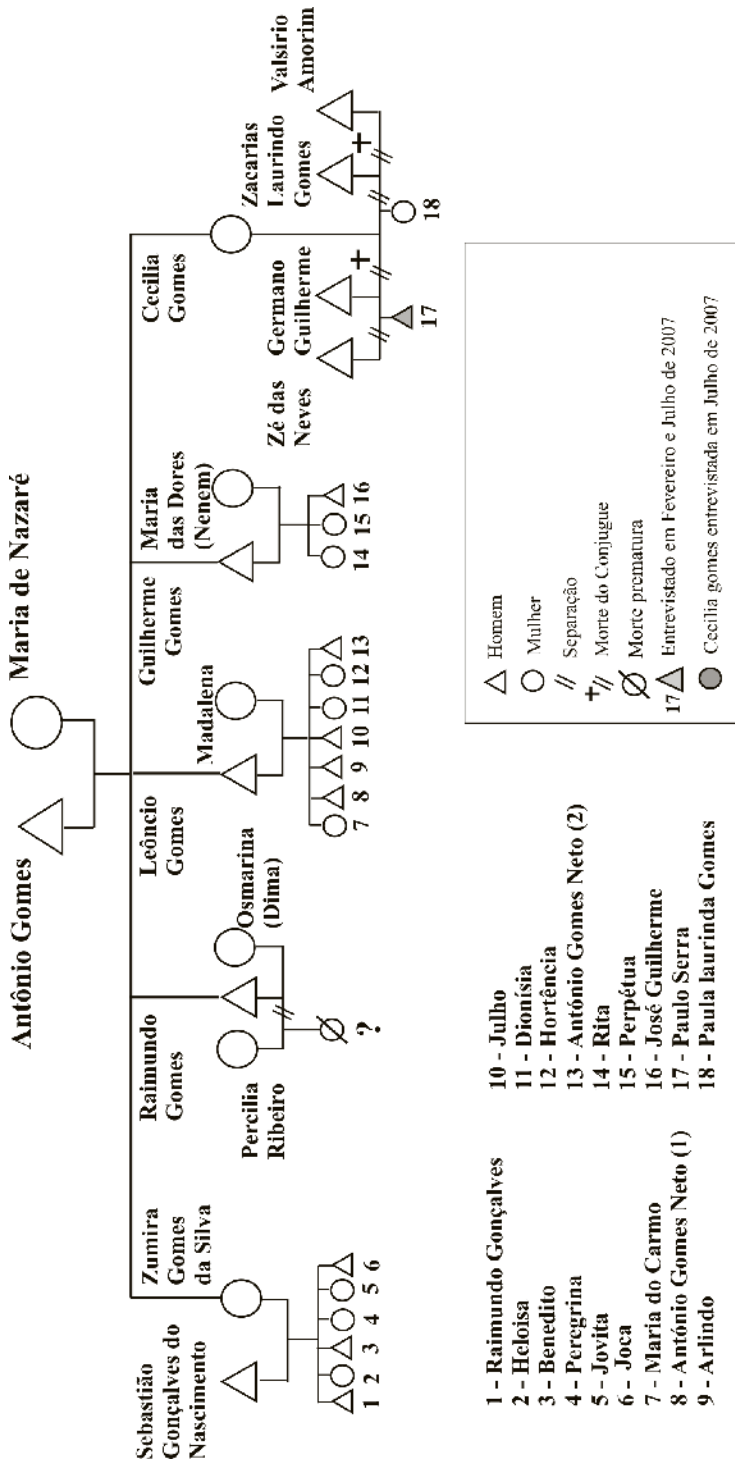 Antônio Gomes
Maria de Nazaré
Zumira
Gomes
da Silva
Raimundo
Gomes
Leôncio
Gomes
Guilherme
Gomes
Cecilia
Gomes
Sebastião
Gonçalves do
Nascimento
Percilia
Ribeiro
Osmarina
(Dima)
Madalena
Maria
das Dores
(Nenem)
Zé das
Neves
Germano
Guilherme
Zacarias
Laurindo
Gomes
Valsirio
Amorim
1 2 3 4 5 6
?
7 8 9 10 11 12 13
14 15 16
17
18
1 - Raimundo Gonçalves
2 - Heloisa
3 - Benedito
4 - Peregrina
5 - Jovita
6 - Joca
7 - Maria do Carmo
8 - António Gomes Neto (1)
9 - Arlindo
10 - Julho
11 - Dionísia
12 - Hortência
13 - António Gomes Neto (2)
14 - Rita
15 - Perpétua
16 - José Guilherme
17 - Paulo Serra
18 - Paula laurinda Gomes
Homem
Mulher
Separação
Morte do Conjugue
Morte prematura
17 Entrevistado em Fevereiro e Julho de 2007
Cecilia gomes entrevistada em Julho de 2007